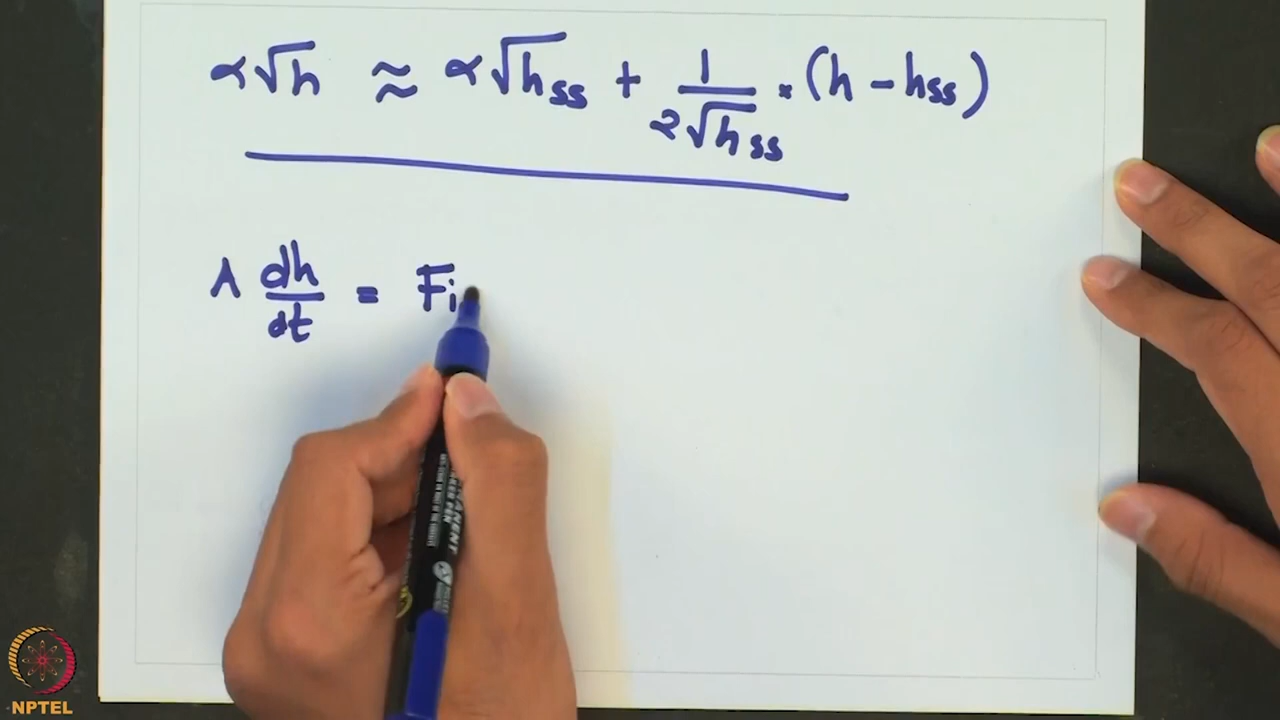 α√h ≈ α√hss + 1/2√hss · (h - hss)
A dh/dt = Fi
NPTEL